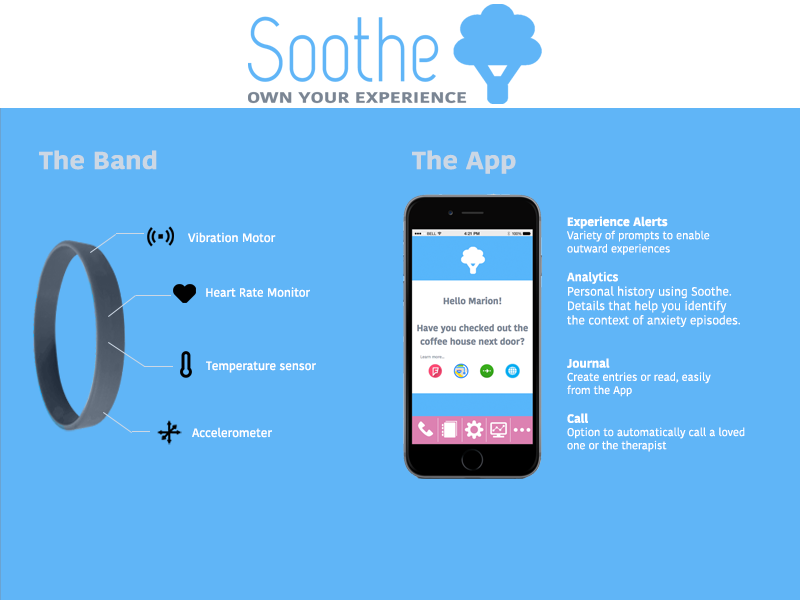 Soothe
OWN YOUR EXPERIENCE
The Band
Vibration Motor
Heart Rate Monitor
Temperature sensor
Accelerometer
The App
BELL
4:21 PM
100%
Hello Marion!
Have you checked out the
coffee house next door?
Learn more...
Experience Alerts
Variety of prompts to enable
outward experiences
Analytics
Personal history using Soothe.
Details that help you identify
the context of anxiety episodes.
Journal
Create entries or read, easily
from the App
Call
Option to automatically call a loved
one or the therapist